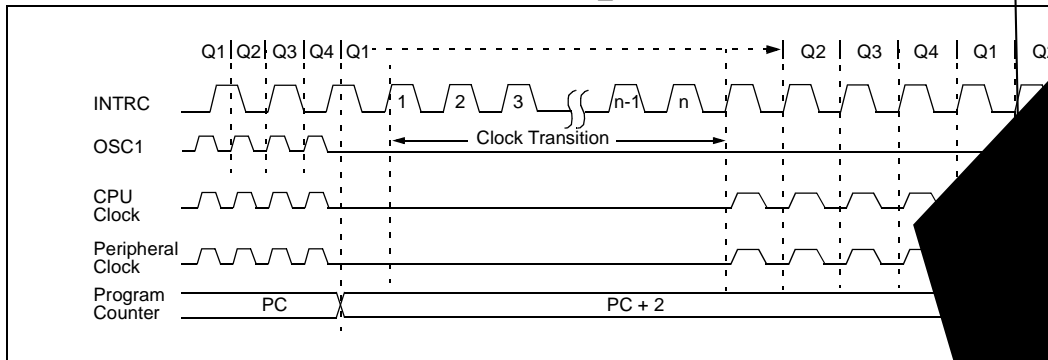 Q1 Q2 Q3 Q4 Q1 Q2 Q3 Q4 Q1
INTRC 1 2 3 n-1 n
OSC1 Clock Transition
CPU
Clock
Peripheral
Clock
Program
Counter PC PC + 2